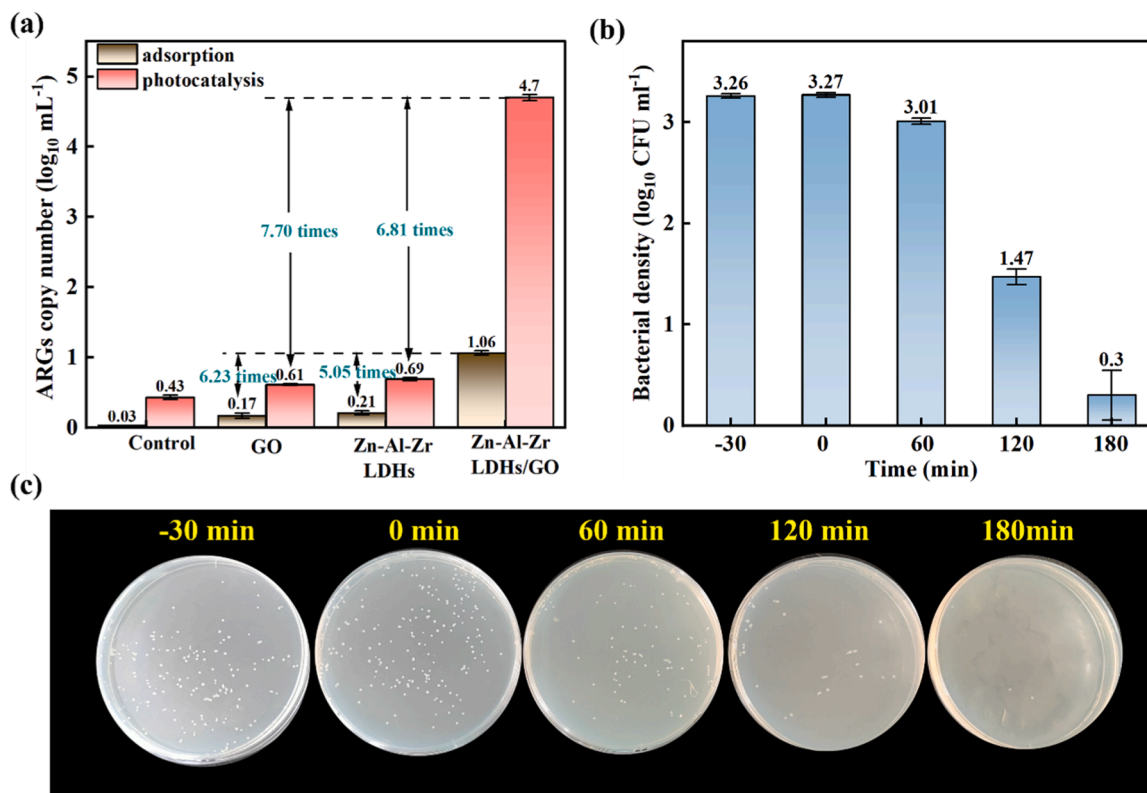 (a)
adsorption
photocatalysis
ARGs copy number (log₁₀ mL⁻¹)
5
4
3
2
1
0
4.7
7.70 times
6.81 times
1.06
6.23 times
5.05 times
0.61
0.69
0.43
0.17
0.21
0.03
Control
GO
Zn-Al-Zr
LDHs
Zn-Al-Zr
LDHs/GO
(b)
Bacterial density (log₁₀ CFU ml⁻¹)
3
2
1
0
3.26
3.27
3.01
1.47
0.3
-30
0
60
120
180
Time (min)
(c)
-30 min
0 min
60 min
120 min
180min